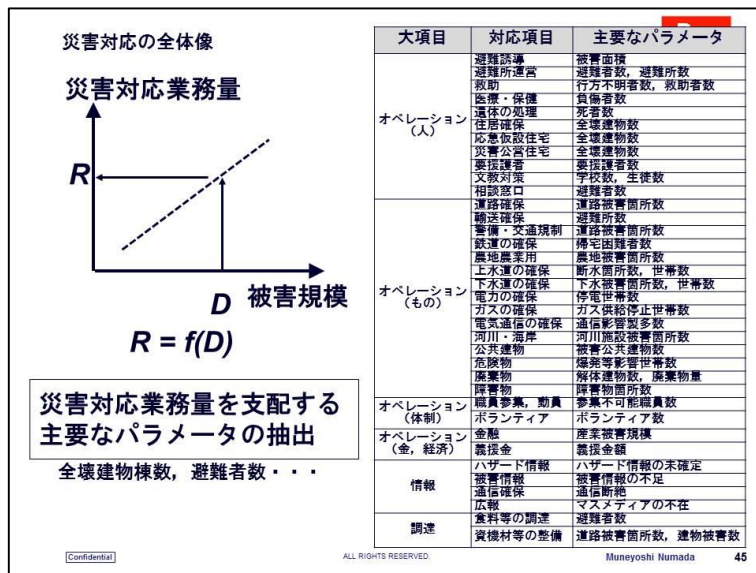 災害対応の全体像
災害対応業務量
R
D 被害規模
R = f(D)
災害対応業務量を支配する
主要なパラメータの抽出
全壊建物棟数，避難者数・・・
大項目 対応項目 主要なパラメータ
オペレーション（人）
避難誘導 被害面積
避難所運営 避難者数，避難所数
救助 行方不明者数，救助者数
医療・保健 負傷者数
遺体の処理 死者数
住居確保 全壊建物数
応急仮設住宅 全壊建物数
災害公営住宅 全壊建物数
要援護者 要援護者数
文教対策 学校数，生徒数
相談窓口 避難者数
オペレーション（もの）
道路確保 道路被害箇所数
輸送確保 避難所数
警備・交通規制 道路被害箇所数
鉄道の確保 帰宅困難者数
農地農業用 農地被害箇所数
上水道の確保 断水箇所数，世帯数
下水道の確保 下水被害箇所数，世帯数
電力の確保 停電世帯数
ガスの確保 ガス供給停止世帯数
電気通信の確保 通信影響製多数
河川・海岸 河川施設被害箇所数
公共建物 被害公共建物数
危険物 爆発等影響世帯数
廃棄物 解体建物数，廃棄物量
障害物 障害物箇所数
オペレーション（体制）
職員参集，動員 参集不可能職員数
ボランティア ボランティア数
オペレーション（金，経済）
金融 産業被害規模
義援金 義援金額
情報
ハザード情報 ハザード情報の未確定
被害情報 被害情報の不足
通信確保 通信断絶
広報 マスメディアの不在
調達
食料等の調達 避難者数
資機材等の整備 道路被害箇所数，建物被害数
Confidential
ALL RIGHTS RESERVED.
Muneyoshi Numada 45